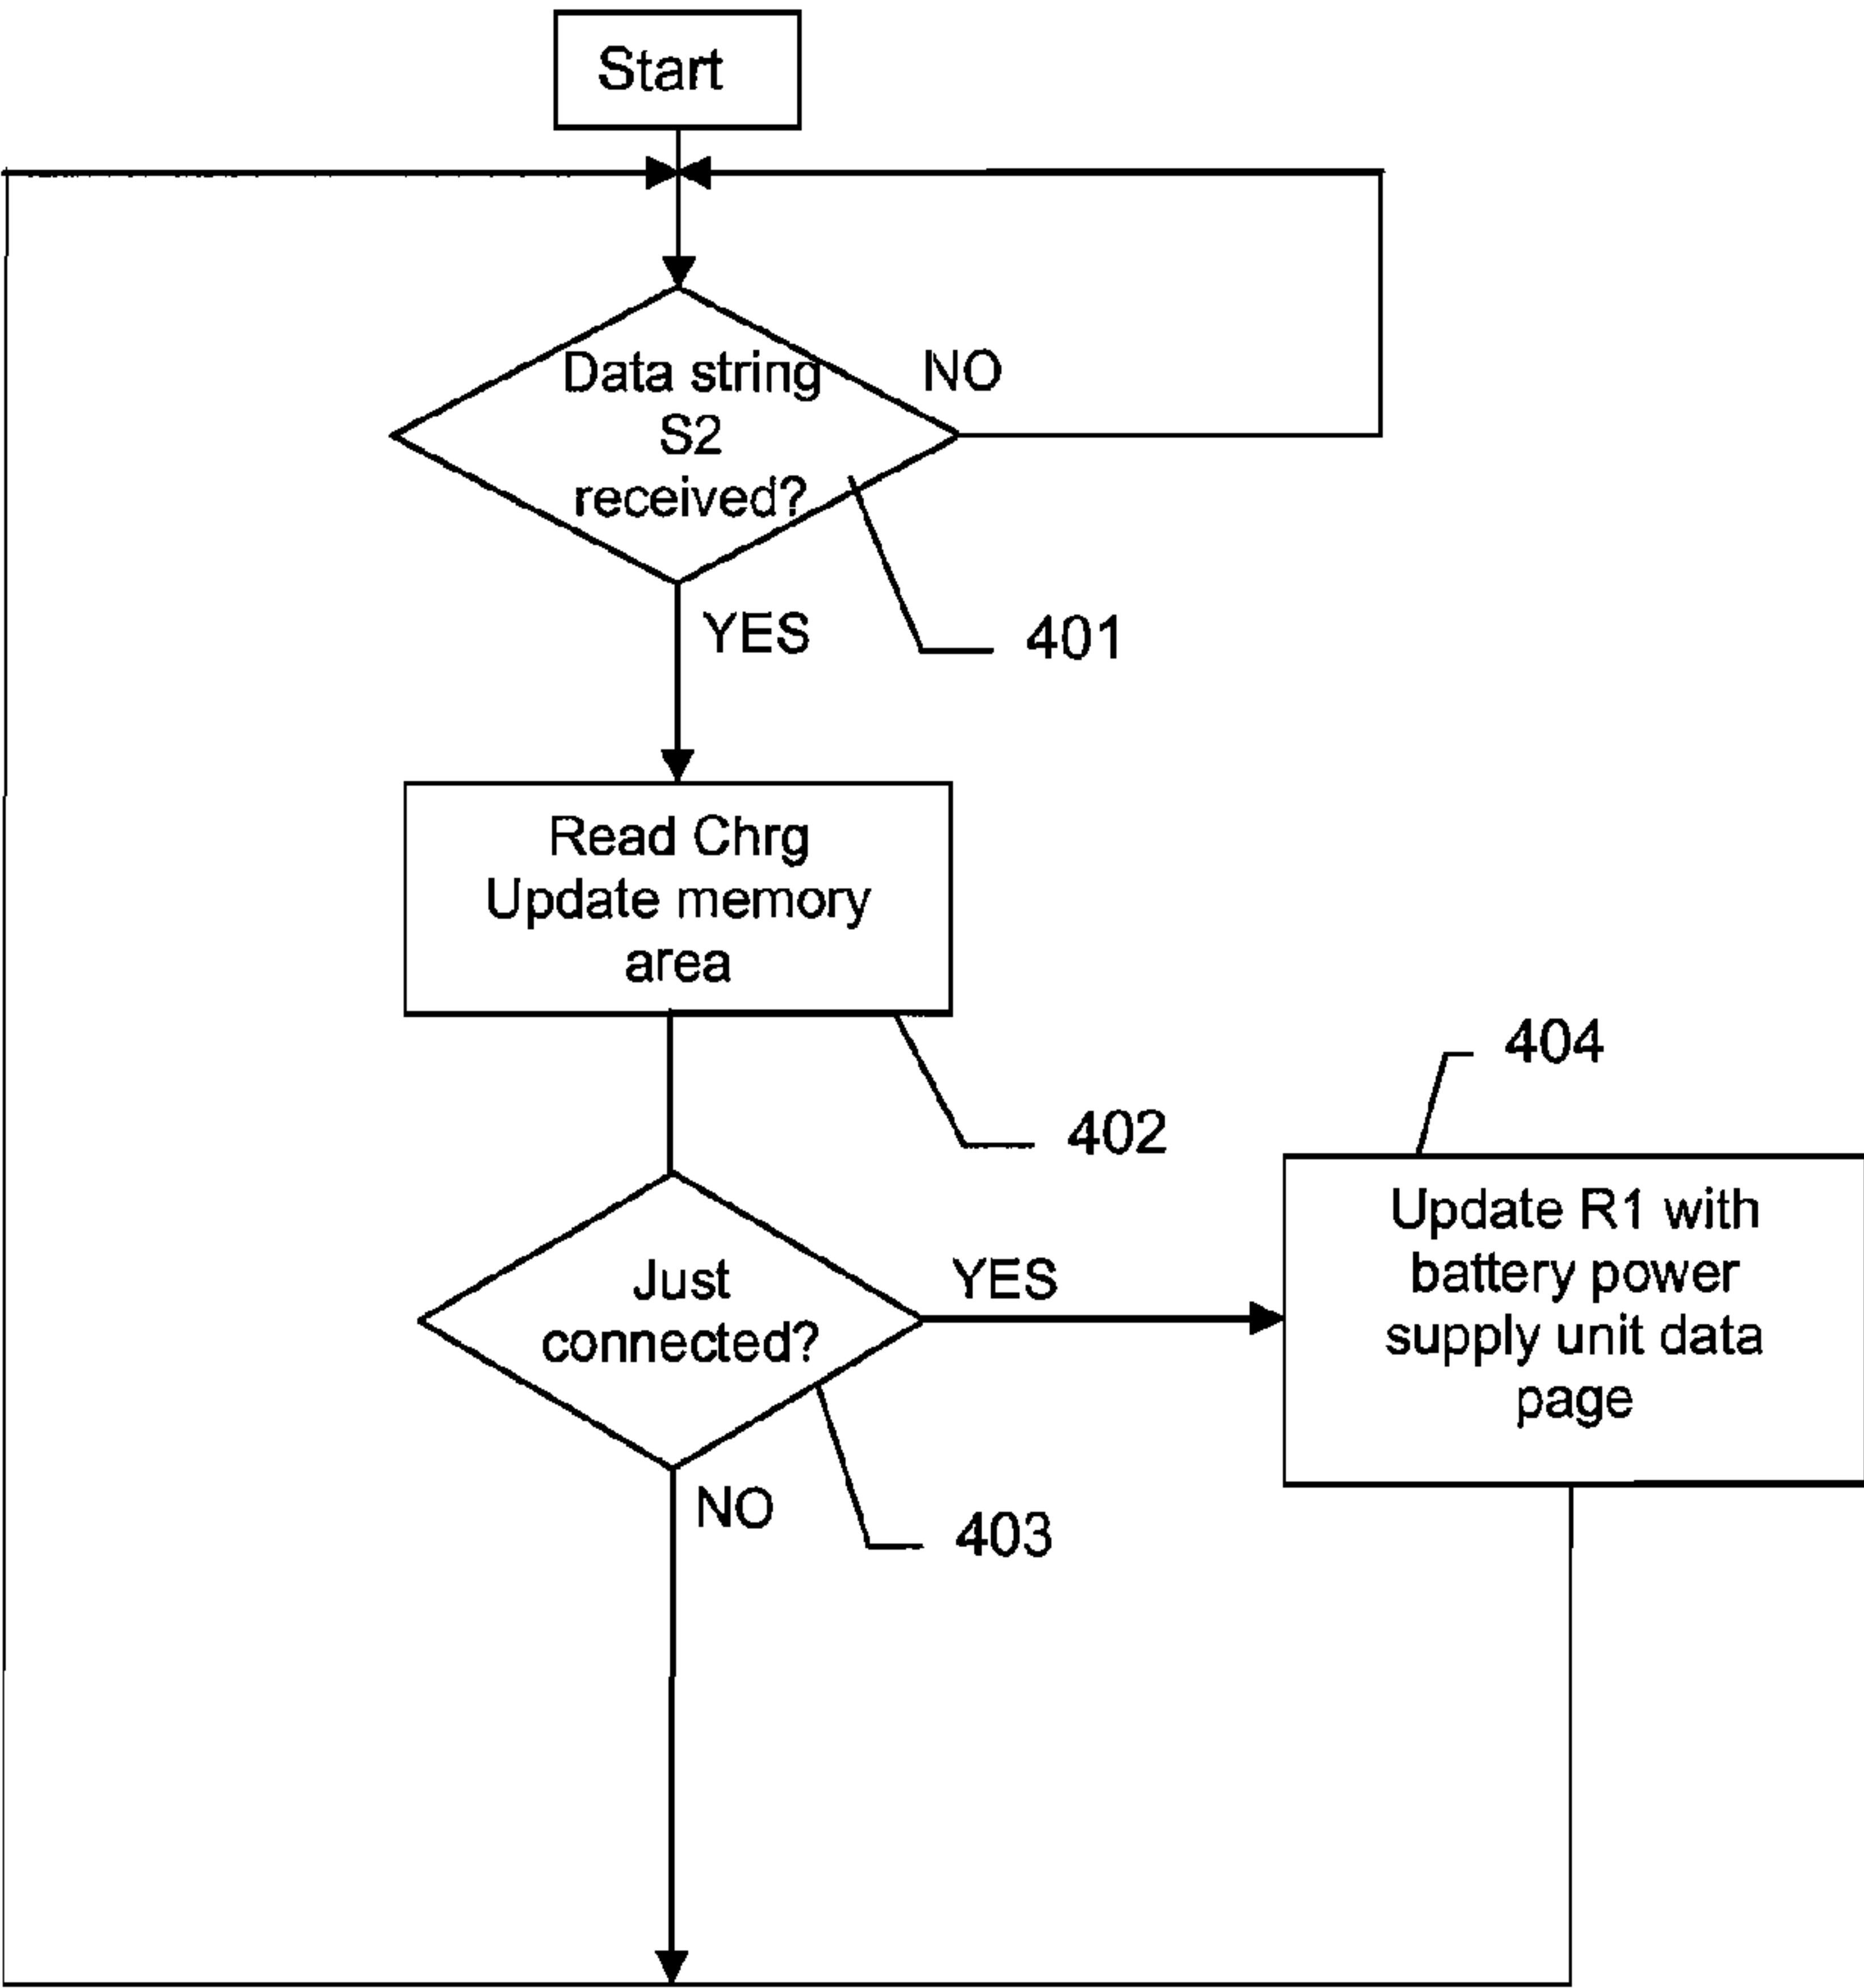 Start
Data string
S2
received?
NO
YES
401
Read Chrg
Update memory
area
402
404
Just
connected?
YES
Update R1 with
battery power
supply unit data
page
NO
403